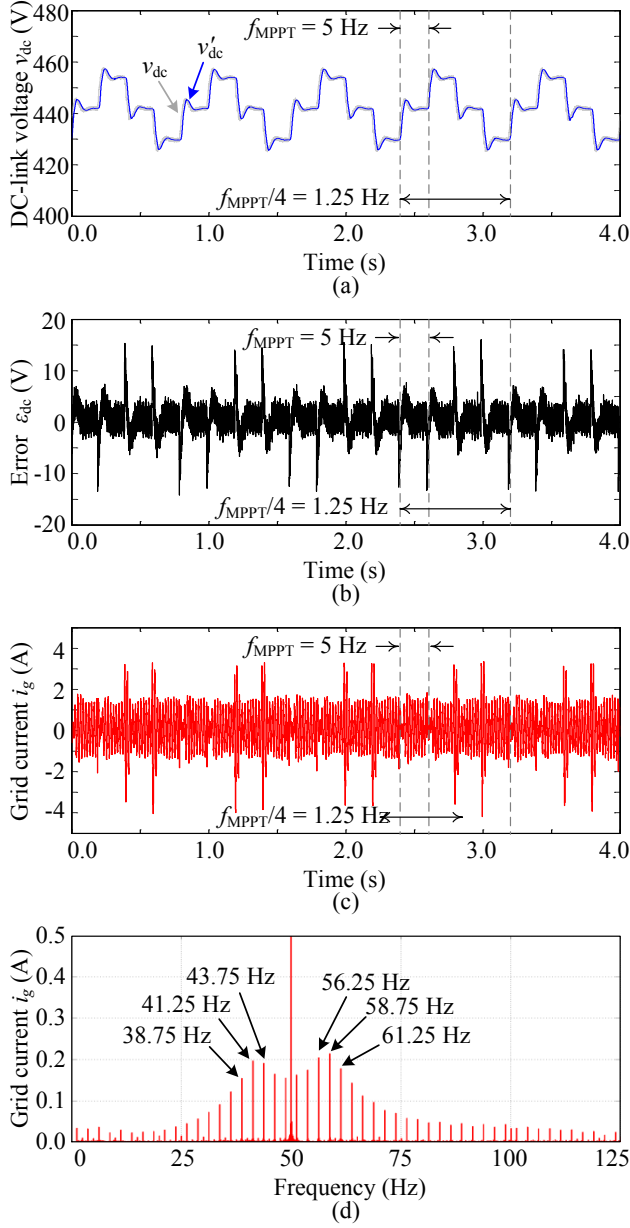 DC-link voltage vdc (V)
480
460
440
420
400
fMPPT = 5 Hz
vdc
v′dc
fMPPT/4 = 1.25 Hz
0.0 1.0 2.0 3.0 4.0
Time (s)
(a)
Error εdc (V)
20
10
0
-10
-20
fMPPT = 5 Hz
fMPPT/4 = 1.25 Hz
0.0 1.0 2.0 3.0 4.0
Time (s)
(b)
Grid current ig (A)
4
2
0
-2
-4
fMPPT = 5 Hz
fMPPT/4 = 1.25 Hz
0.0 1.0 2.0 3.0 4.0
Time (s)
(c)
Grid current ig (A)
0.5
0.4
0.3
0.2
0.1
0.0
43.75 Hz
41.25 Hz
38.75 Hz
56.25 Hz
58.75 Hz
61.25 Hz
0 25 50 75 100 125
Frequency (Hz)
(d)